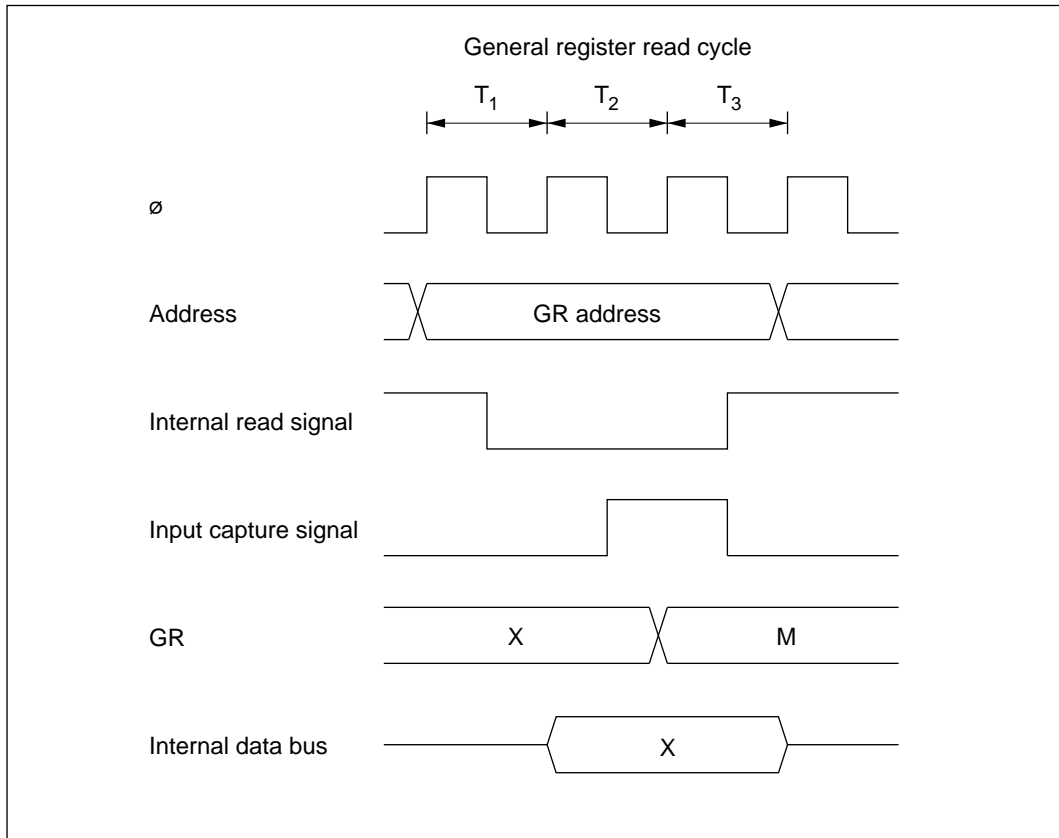 General register read cycle
T1 T2 T3
ø
Address GR address
Internal read signal
Input capture signal
GR X M
Internal data bus X